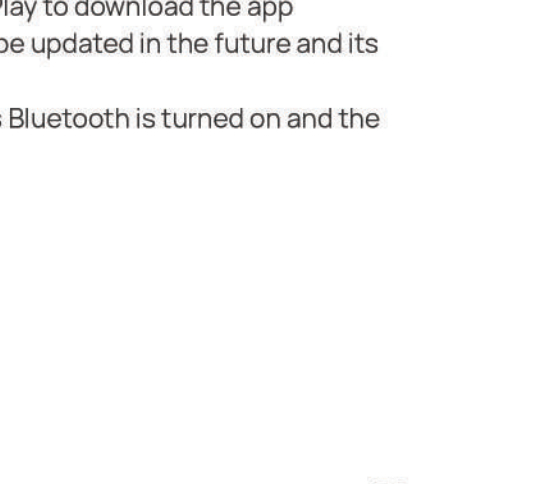 Play to download the app
be updated in the future and its
s Bluetooth is turned on and the